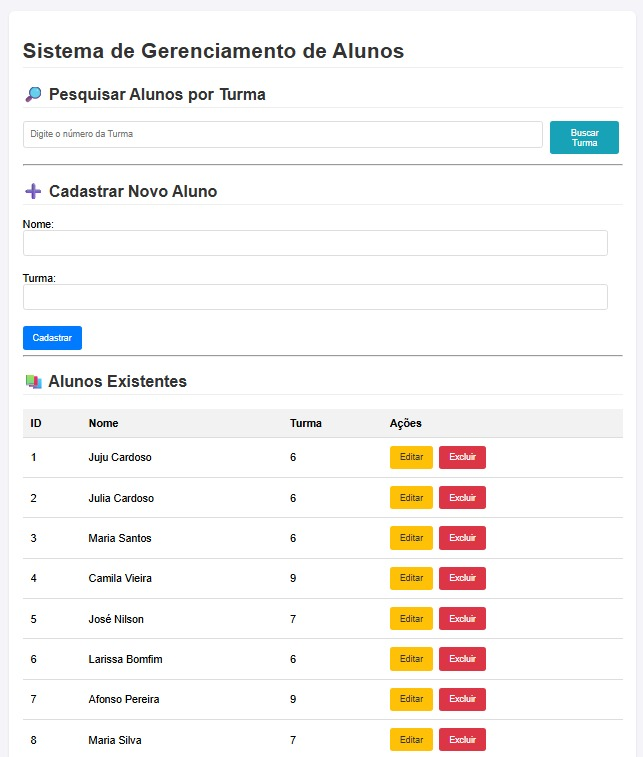 Sistema de Gerenciamento de Alunos
Pesquisar Alunos por Turma
Digite o número da Turma
Buscar
Turma
Cadastrar Novo Aluno
Nome:
Turma:
Cadastrar
Alunos Existentes
ID Nome Turma Ações
1 Juju Cardoso 6 Editar Excluir
2 Julia Cardoso 6 Editar Excluir
3 Maria Santos 6 Editar Excluir
4 Camila Vieira 9 Editar Excluir
5 José Nilson 7 Editar Excluir
6 Larissa Bomfim 6 Editar Excluir
7 Afonso Pereira 9 Editar Excluir
8 Maria Silva 7 Editar Excluir